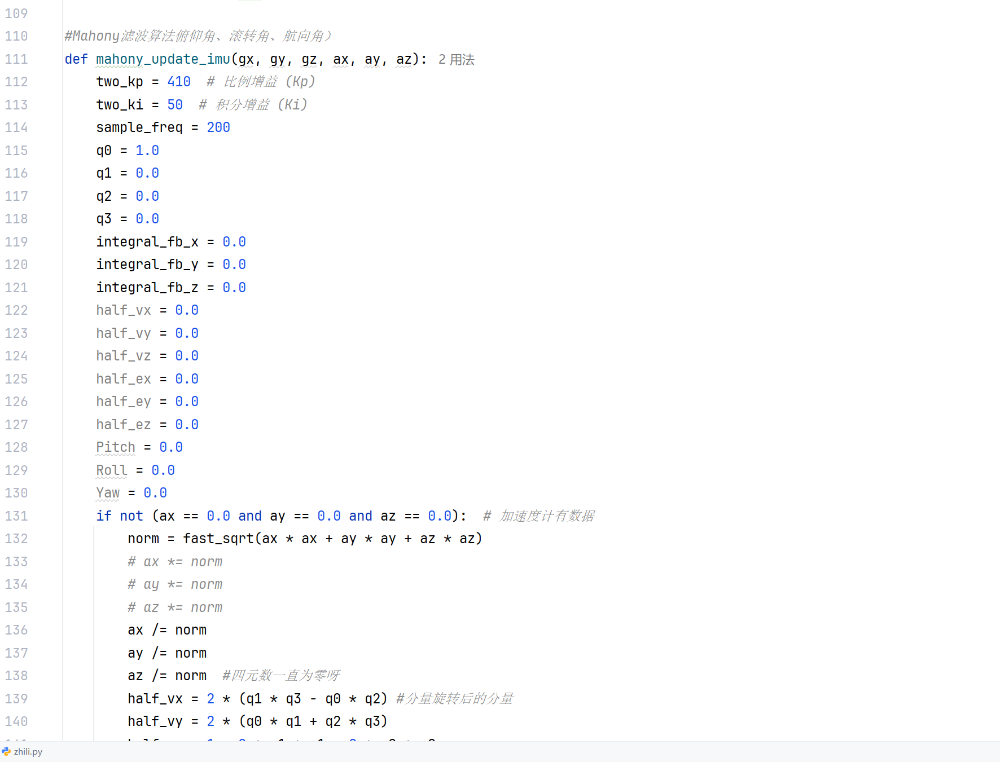 109
110 #Mahony滤波算法俯仰角、滚转角、航向角）
111 def mahony_update_imu(gx, gy, gz, ax, ay, az): 2 用法
112 two_kp = 410 # 比例增益 (Kp)
113 two_ki = 50 # 积分增益 (Ki)
114 sample_freq = 200
115 q0 = 1.0
116 q1 = 0.0
117 q2 = 0.0
118 q3 = 0.0
119 integral_fb_x = 0.0
120 integral_fb_y = 0.0
121 integral_fb_z = 0.0
122 half_vx = 0.0
123 half_vy = 0.0
124 half_vz = 0.0
125 half_ex = 0.0
126 half_ey = 0.0
127 half_ez = 0.0
128 Pitch = 0.0
129 Roll = 0.0
130 Yaw = 0.0
131 if not (ax == 0.0 and ay == 0.0 and az == 0.0): # 加速度计有数据
132 norm = fast_sqrt(ax * ax + ay * ay + az * az)
133 # ax *= norm
134 # ay *= norm
135 # az *= norm
136 ax /= norm
137 ay /= norm
138 az /= norm #四元数一直为零呀
139 half_vx = 2 * (q1 * q3 - q0 * q2) #分量旋转后的分量
140 half_vy = 2 * (q0 * q1 + q2 * q3)
zhili.py